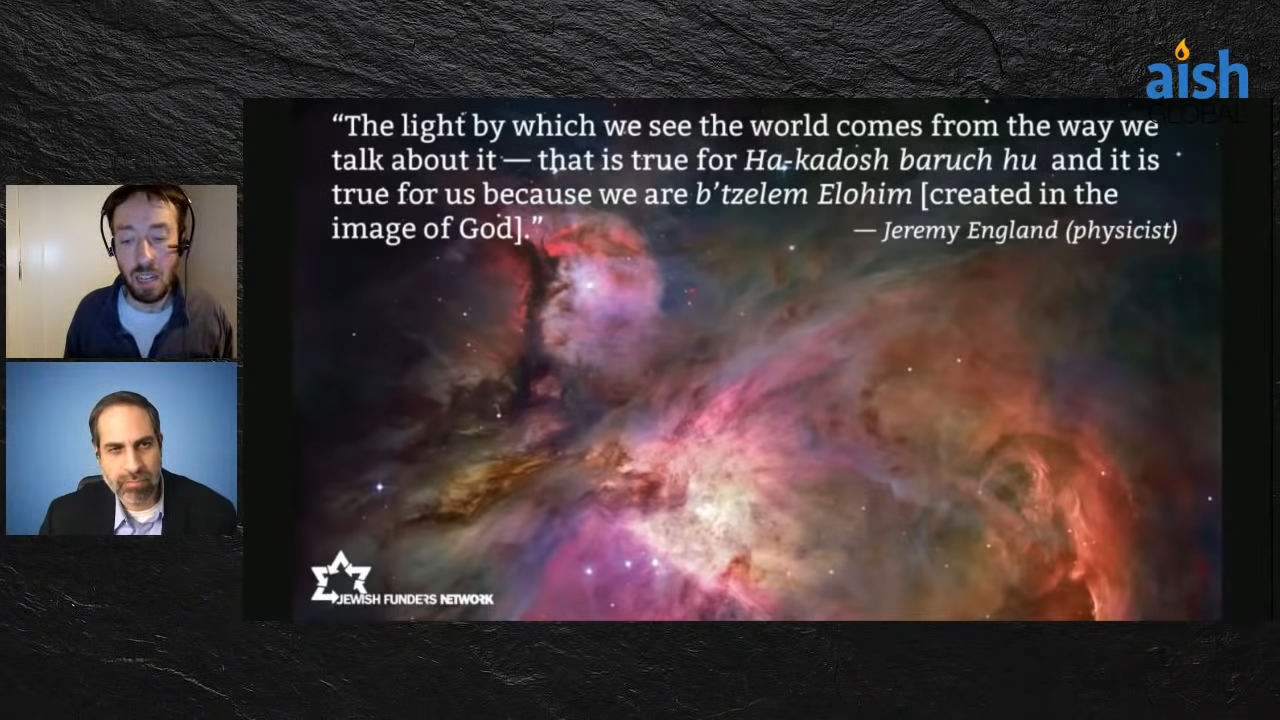 aish
GLOBAL
“The light by which we see the world comes from the way we
talk about it — that is true for Ha-kadosh baruch hu and it is
true for us because we are b’tzelem Elohim [created in the
image of God].”
— Jeremy England (physicist)
JEWISH FUNDERS NETWORK